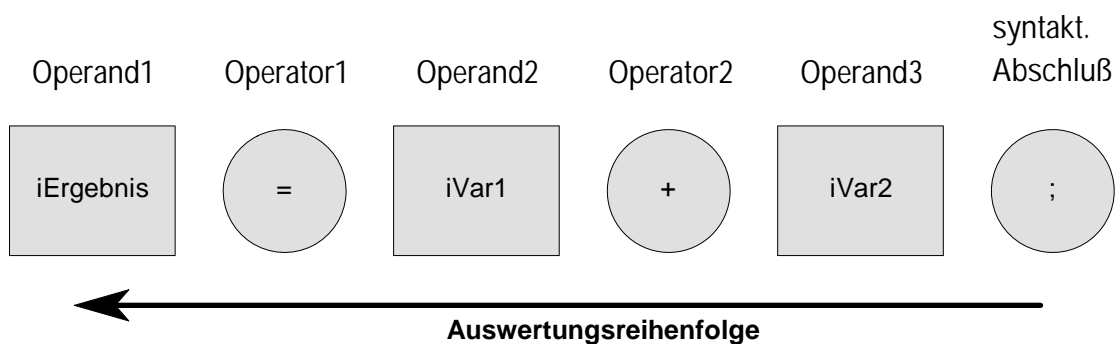 syntakt.
Operand1 Operator1 Operand2 Operator2 Operand3 Abschluß
iErgebnis = iVar1 + iVar2 ;
Auswertungsreihenfolge